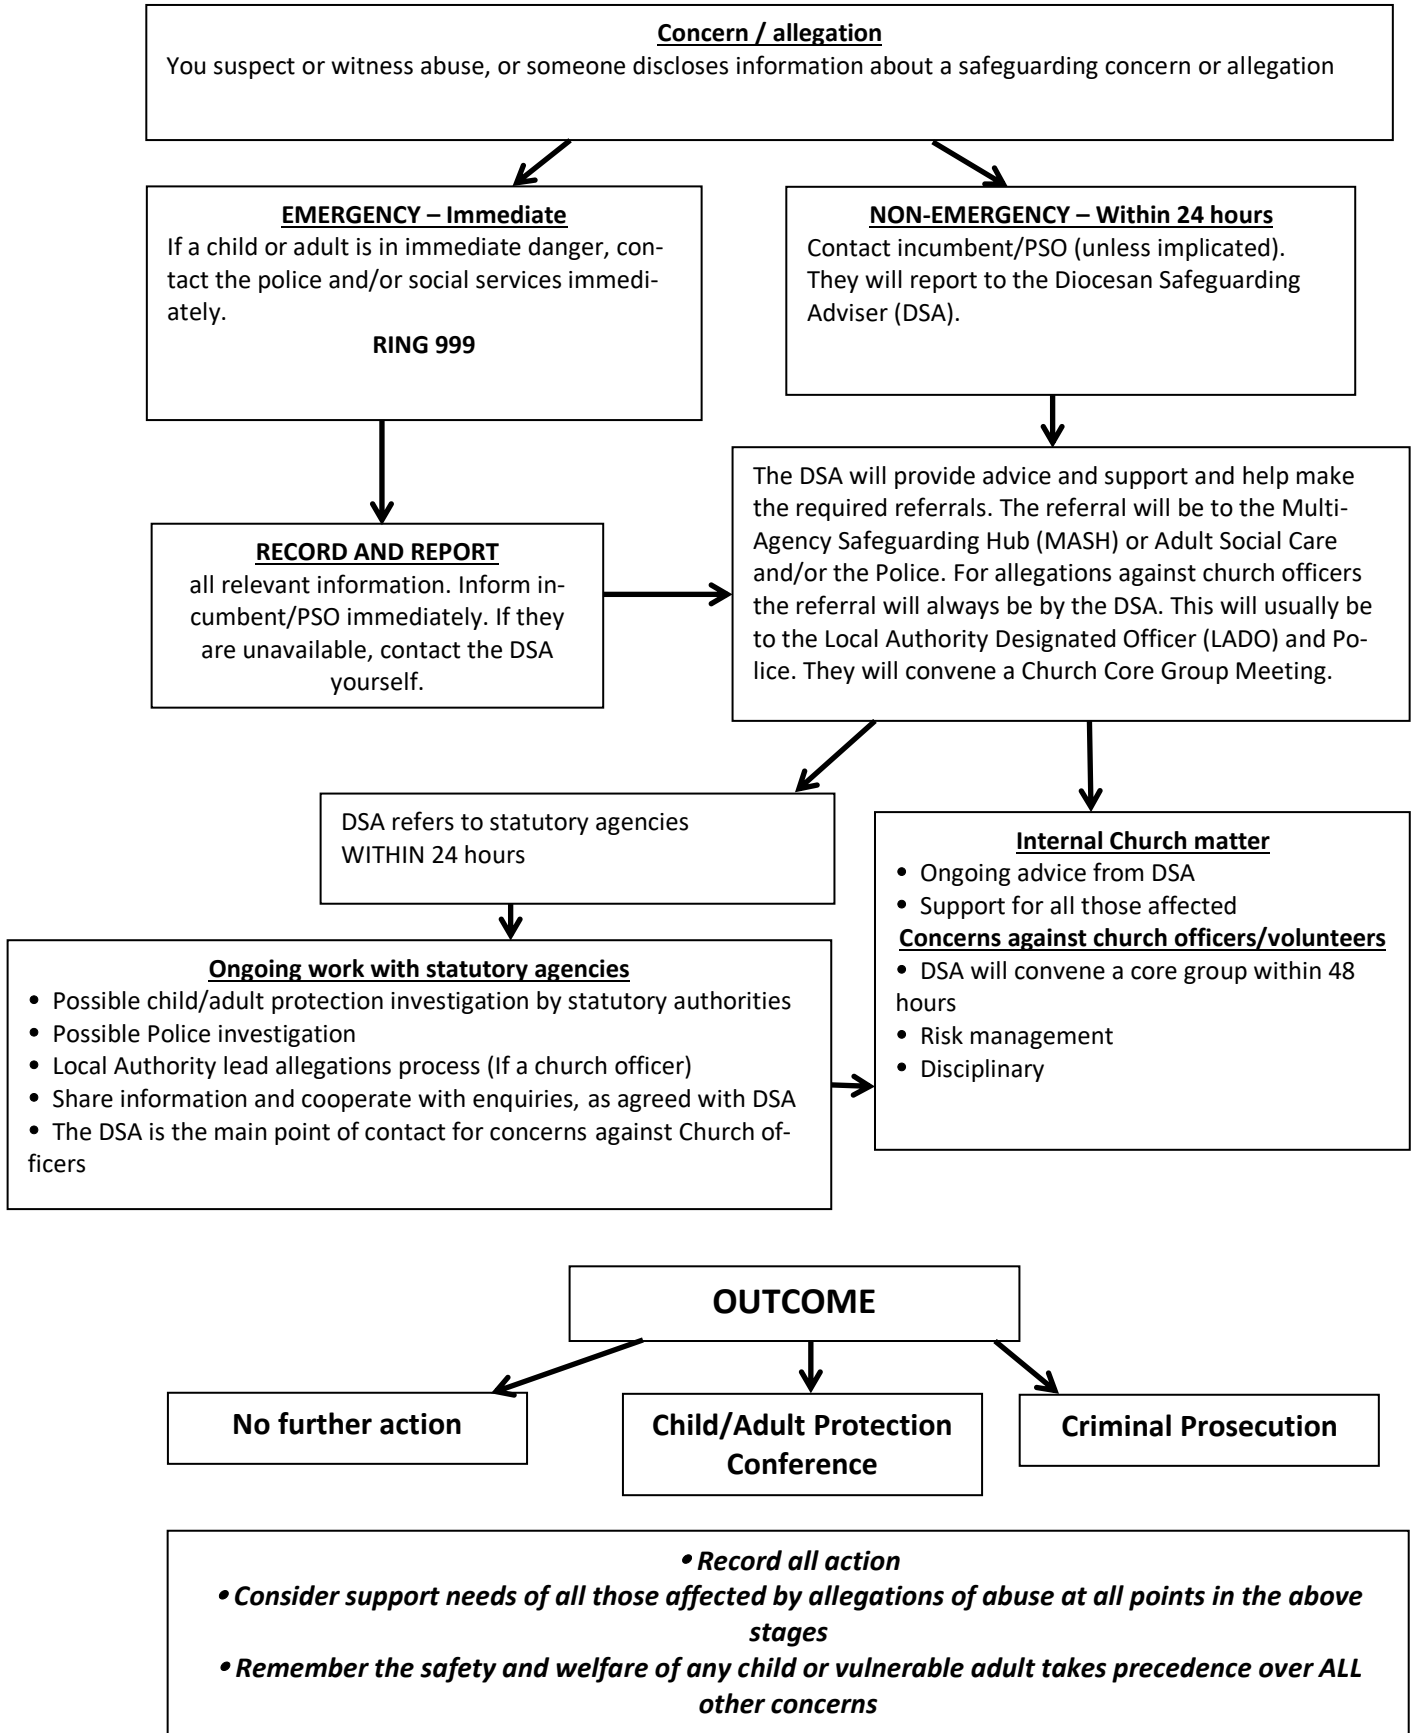 Concern / allegation
You suspect or witness abuse, or someone discloses information about a safeguarding concern or allegation
EMERGENCY – Immediate
If a child or adult is in immediate danger, con-
tact the police and/or social services immedi-
ately.
RING 999
NON-EMERGENCY – Within 24 hours
Contact incumbent/PSO (unless implicated).
They will report to the Diocesan Safeguarding
Adviser (DSA).
RECORD AND REPORT
all relevant information. Inform in-
cumbent/PSO immediately. If they
are unavailable, contact the DSA
yourself.
The DSA will provide advice and support and help make
the required referrals. The referral will be to the Multi-
Agency Safeguarding Hub (MASH) or Adult Social Care
and/or the Police. For allegations against church officers
the referral will always be by the DSA. This will usually be
to the Local Authority Designated Officer (LADO) and Po-
lice. They will convene a Church Core Group Meeting.
DSA refers to statutory agencies
WITHIN 24 hours
Internal Church matter
• Ongoing advice from DSA
• Support for all those affected
Concerns against church officers/volunteers
• DSA will convene a core group within 48
hours
• Risk management
• Disciplinary
Ongoing work with statutory agencies
• Possible child/adult protection investigation by statutory authorities
• Possible Police investigation
• Local Authority lead allegations process (If a church officer)
• Share information and cooperate with enquiries, as agreed with DSA
• The DSA is the main point of contact for concerns against Church of-
ficers
OUTCOME
No further action
Child/Adult Protection
Conference
Criminal Prosecution
• Record all action
• Consider support needs of all those affected by allegations of abuse at all points in the above
stages
• Remember the safety and welfare of any child or vulnerable adult takes precedence over ALL
other concerns